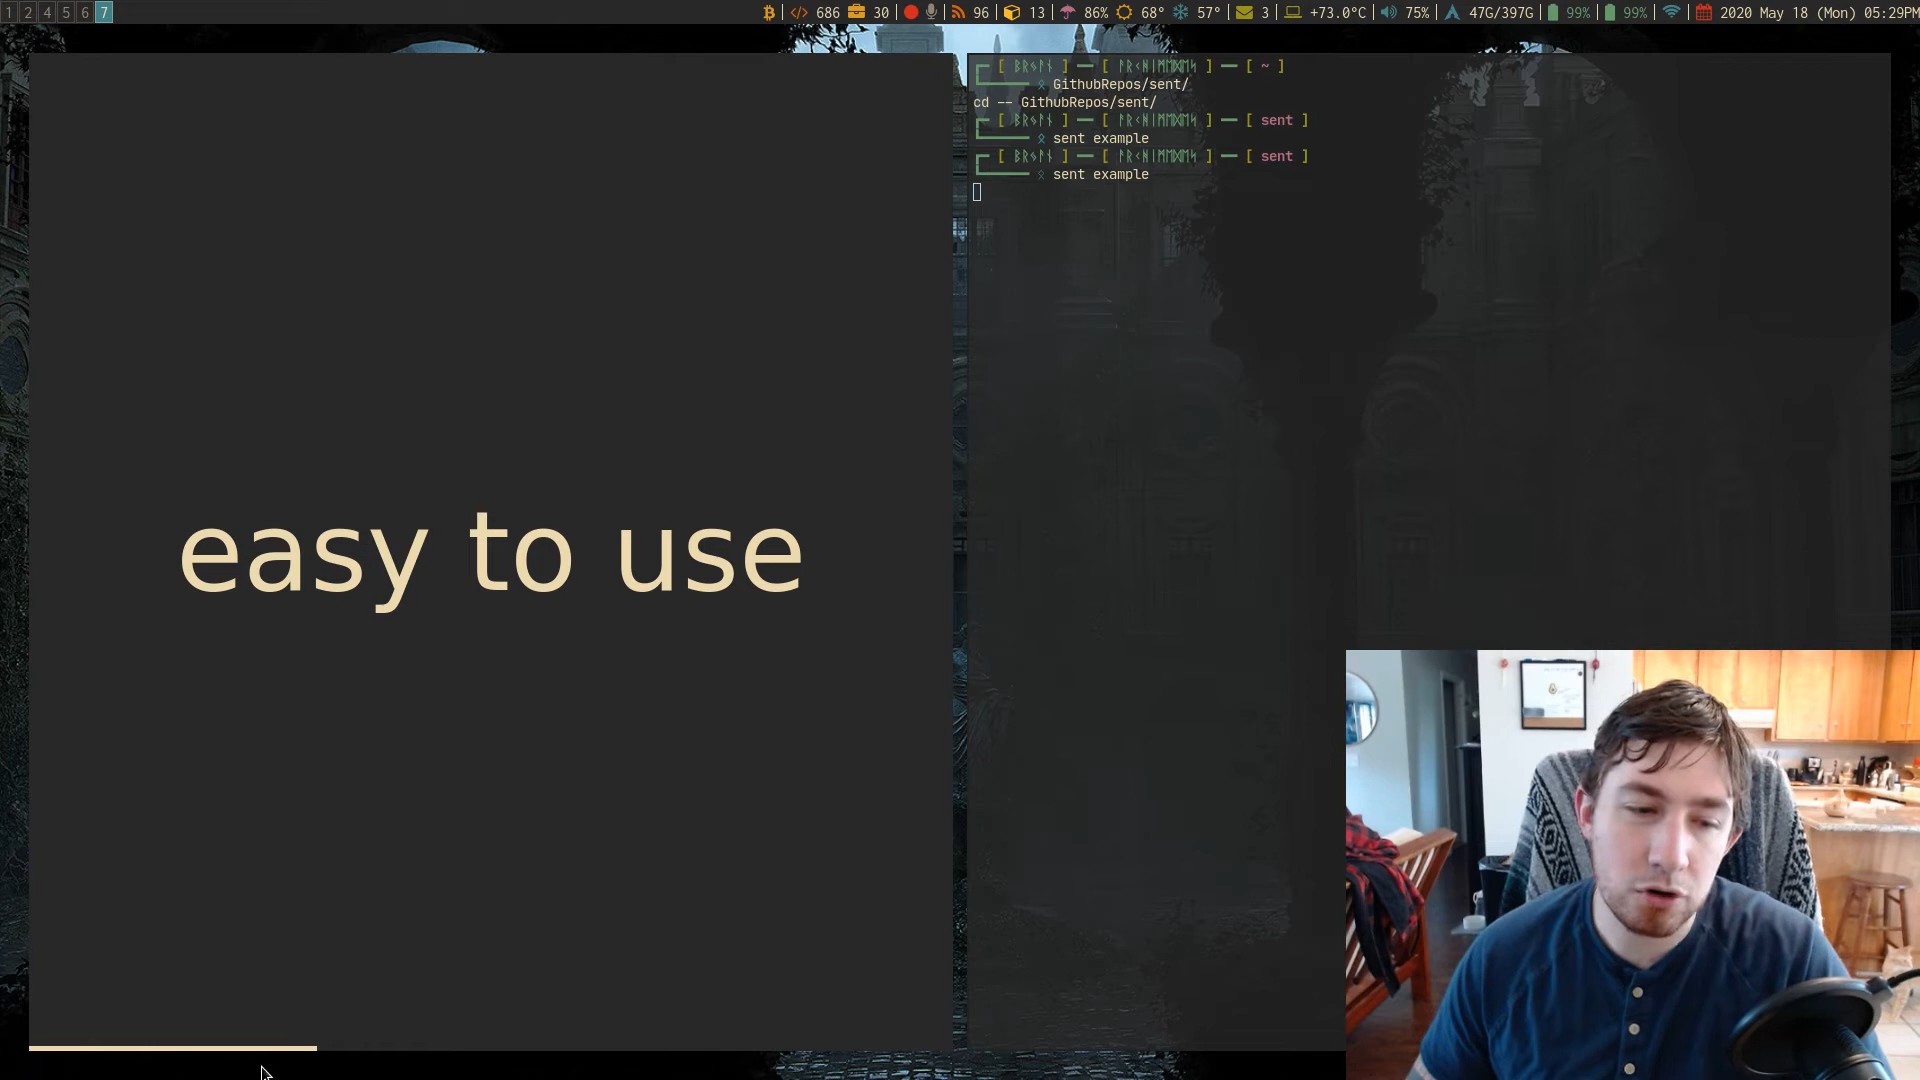 1 2 4 5 6 7
686 30 96 13 86% 68° 57° 3 +73.0°C 75% 47G/397G 99% 99% 2020 May 18 (Mon) 05:29PM
[ ~ ]
GithubRepos/sent/
cd -- GithubRepos/sent/
[ sent ]
sent example
[ sent ]
sent example
easy to use